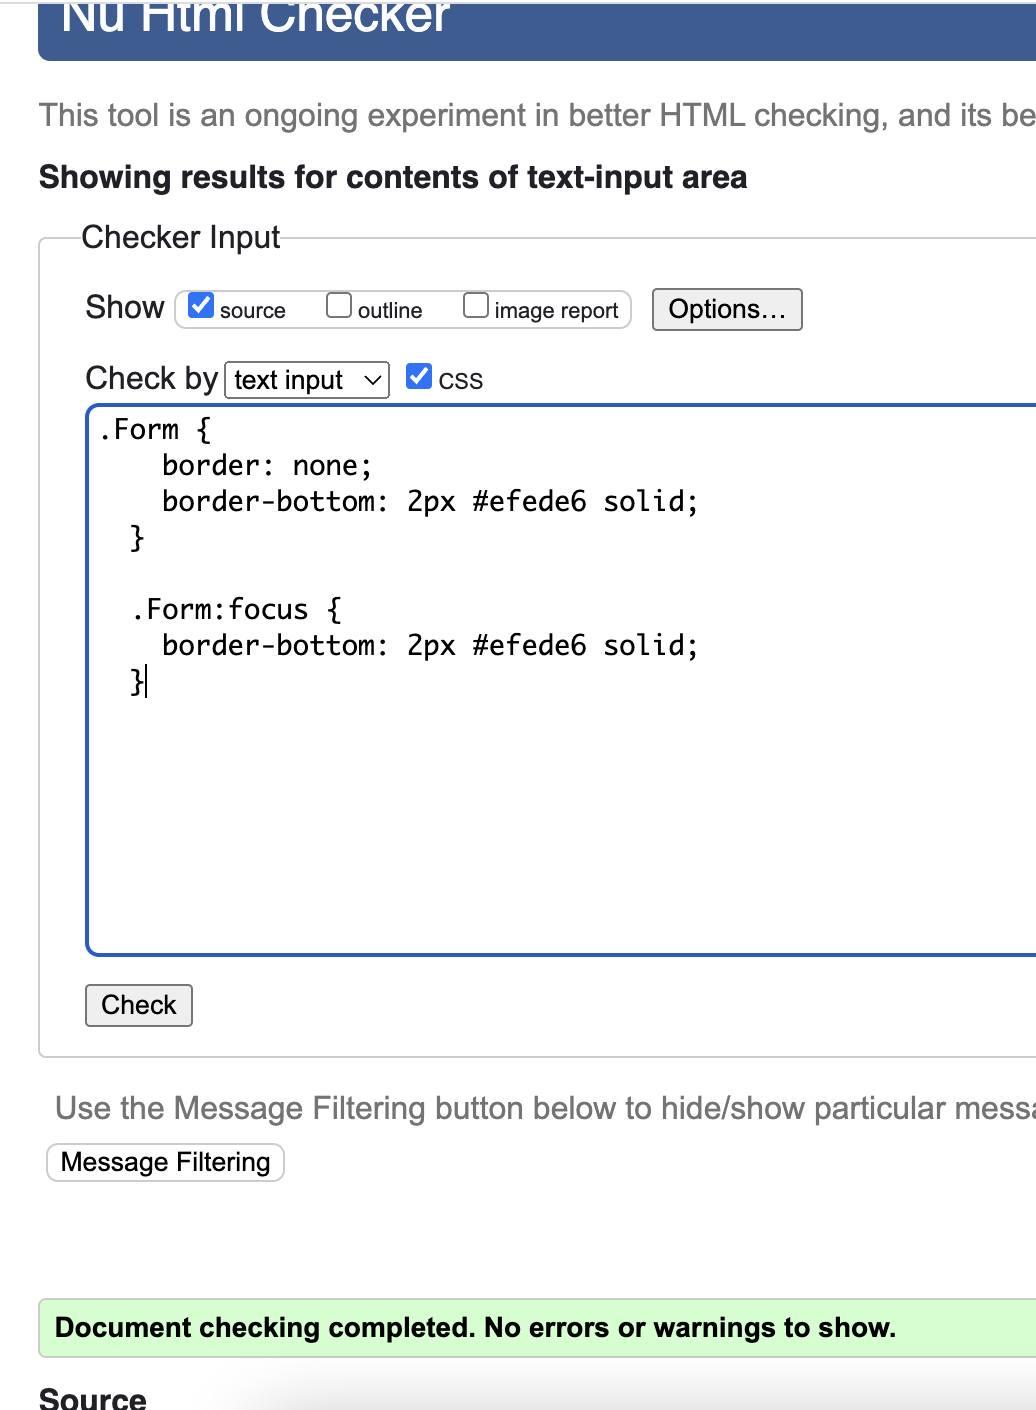 Nu Html Checker
This tool is an ongoing experiment in better HTML checking, and its be
Showing results for contents of text-input area
Checker Input
Show source outline image report Options...
Check by text input CSS
.Form {
    border: none;
    border-bottom: 2px #efede6 solid;
  }
  .Form:focus {
    border-bottom: 2px #efede6 solid;
  }
Check
Use the Message Filtering button below to hide/show particular messa
Message Filtering
Document checking completed. No errors or warnings to show.
Source